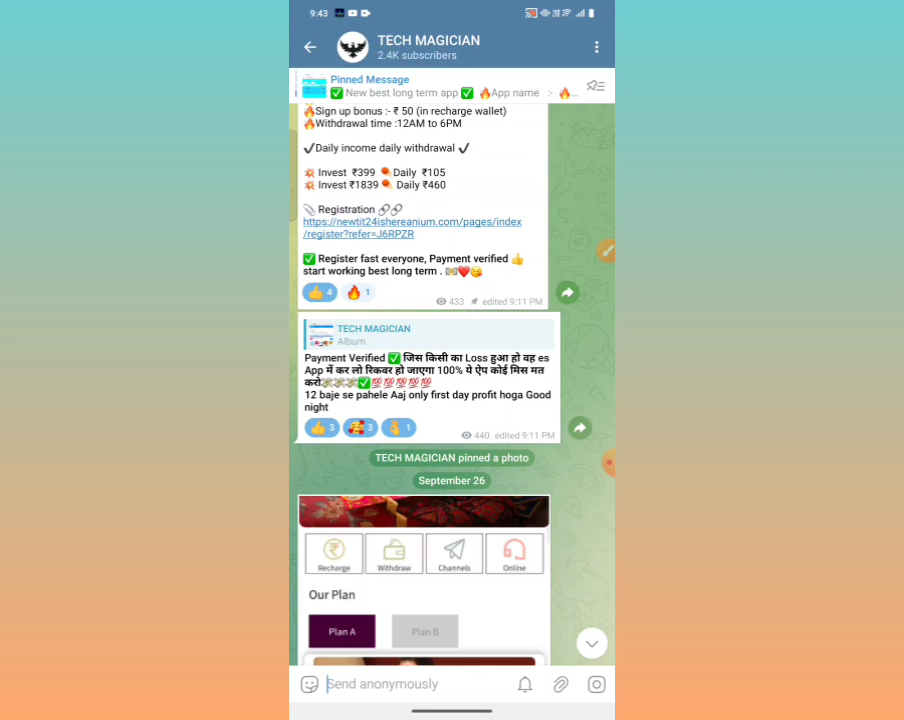 9:43
TECH MAGICIAN
2.4K subscribers
Pinned Message
✅ New best long term app ✅ 🔥App name :- 🔥...
🔥Sign up bonus :- ₹ 50 (in recharge wallet)
🔥Withdrawal time :12AM to 6PM
✔Daily income daily withdrawal ✔
💥 Invest ₹399 💊Daily ₹105
💥 Invest ₹1839 💊 Daily ₹460
📎 Registration 🔗🔗
https://newtit24ishereanium.com/pages/index
/register?refer=J6RPZR
✅ Register fast everyone, Payment verified 👍
start working best long term . 💵❤️😘
👍 4 🔥 1
433 edited 9:11 PM
TECH MAGICIAN
Album
Payment Verified ✅ जिस किसी का Loss हुआ हो वह es
App में कर लो रिकवर हो जाएगा 100% ये ऐप कोई मिस मत
करो💸💸💸✅💯💯💯💯💯
12 baje se pahele Aaj only first day profit hoga Good
night
👍 3 🥰 3 👌 1
440 edited 9:11 PM
TECH MAGICIAN pinned a photo
September 26
Recharge Withdraw Channels Online
Our Plan
Plan A Plan B
Send anonymously